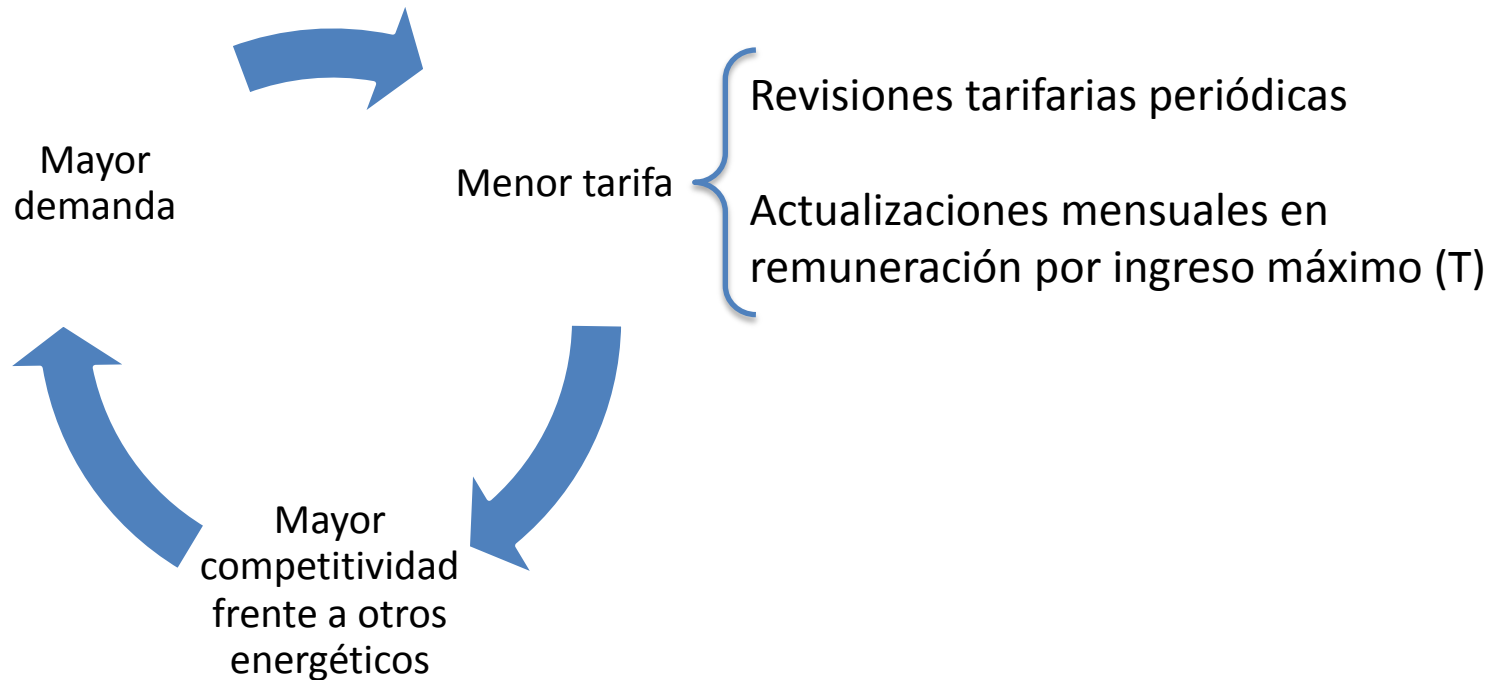 Mayor
demanda
Menor tarifa
Revisiones tarifarias periódicas
Actualizaciones mensuales en
remuneración por ingreso máximo (T)
Mayor
competitividad
frente a otros
energéticos